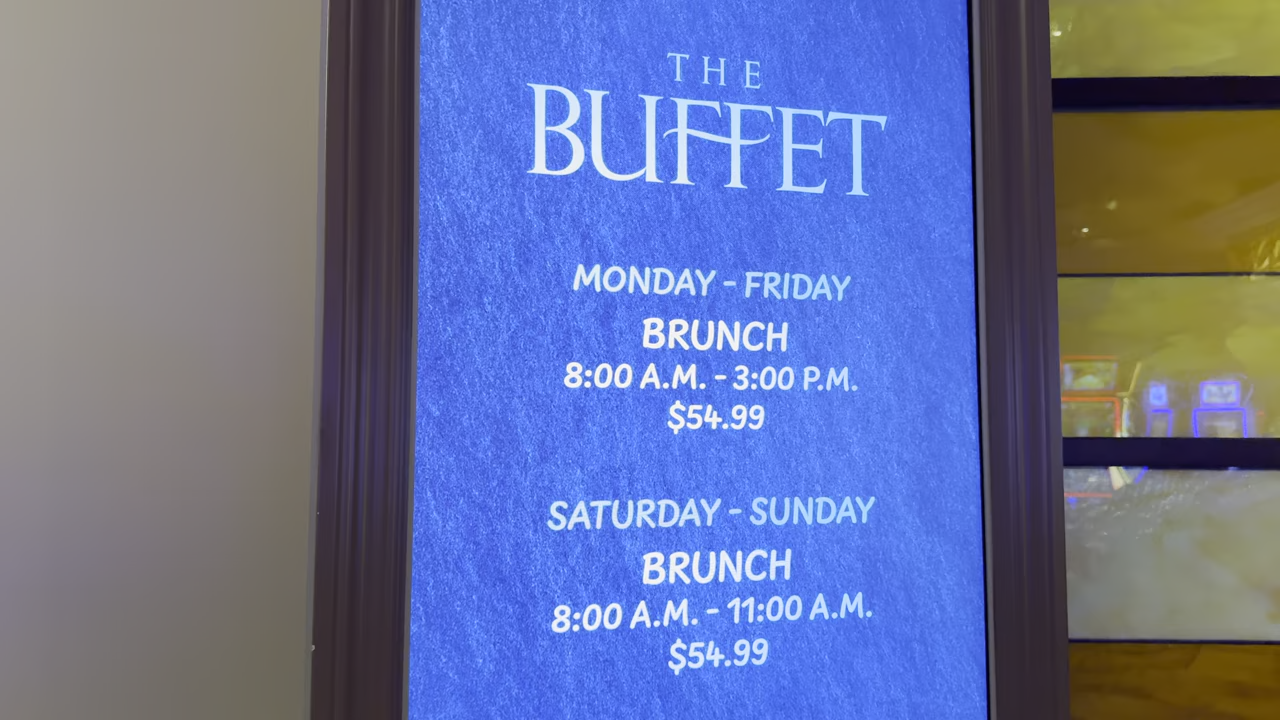 THE
BUFFET
MONDAY - FRIDAY
BRUNCH
8:00 A.M. - 3:00 P.M.
$54.99
SATURDAY - SUNDAY
BRUNCH
8:00 A.M. - 11:00 A.M.
$54.99